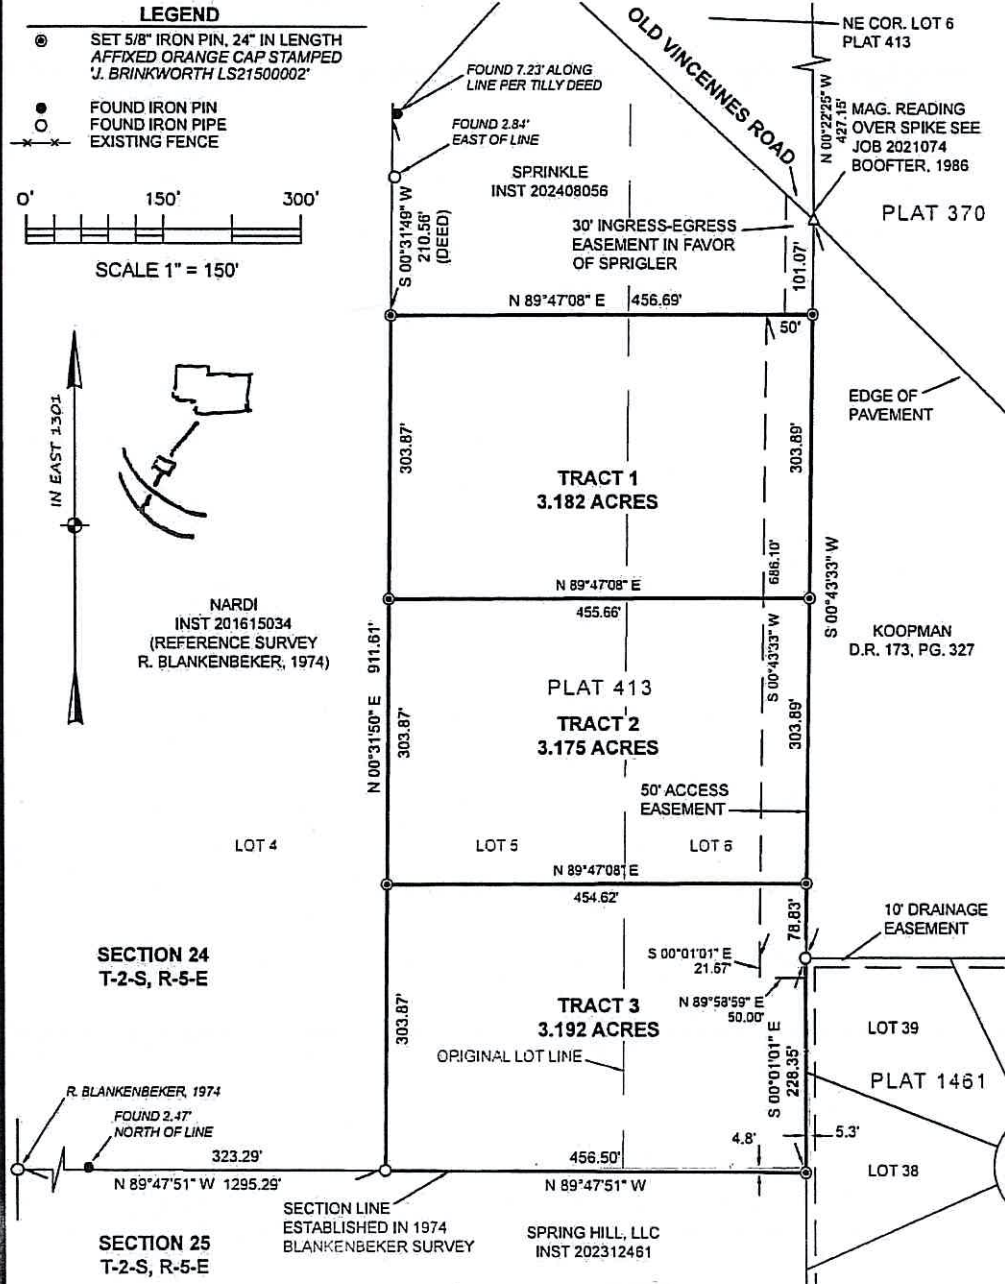 LEGEND
SET 5/8" IRON PIN, 24" IN LENGTH
AFFIXED ORANGE CAP STAMPED
"J. BRINKWORTH LS21500002"
FOUND IRON PIN
FOUND IRON PIPE
EXISTING FENCE
0' 150' 300'
SCALE 1" = 150'
IN EAST 1301
FOUND 7.23' ALONG
LINE PER TILLY DEED
FOUND 2.84'
EAST OF LINE
SPRINKLE
INST 202408056
S 00°31'49" W
210.56'
(DEED)
OLD VINCENNES ROAD
NE COR. LOT 6
PLAT 413
N 00°22'25" W
427.15'
MAG. READING
OVER SPIKE SEE
JOB 2021074
BOOFTER, 1986
PLAT 370
30' INGRESS-EGRESS
EASEMENT IN FAVOR
OF SPRIGLER
101.07'
N 89°47'08" E 456.69'
50'
EDGE OF
PAVEMENT
303.87'
303.89'
TRACT 1
3.182 ACRES
686.10'
S 00°43'33" W
N 89°47'08" E
455.66'
NARDI
INST 201615034
(REFERENCE SURVEY
R. BLANKENBEKER, 1974)
N 00°31'50" E 911.61'
303.87'
S 00°43'33" W
303.89'
KOOPMAN
D.R. 173, PG. 327
PLAT 413
TRACT 2
3.175 ACRES
50' ACCESS
EASEMENT
LOT 4
LOT 5
LOT 6
N 89°47'08" E
454.62'
78.83'
10' DRAINAGE
EASEMENT
SECTION 24
T-2-S, R-5-E
S 00°01'01" E
21.67'
N 89°58'59" E
50.00'
303.87'
TRACT 3
3.192 ACRES
S 00°01'01" E
228.35'
ORIGINAL LOT LINE
LOT 39
PLAT 1461
R. BLANKENBEKER, 1974
FOUND 2.47'
NORTH OF LINE
4.8'
5.3'
323.29'
N 89°47'51" W 1295.29'
456.50'
N 89°47'51" W
LOT 38
SECTION LINE
ESTABLISHED IN 1974
BLANKENBEKER SURVEY
SPRING HILL, LLC
INST 202312461
SECTION 25
T-2-S, R-5-E